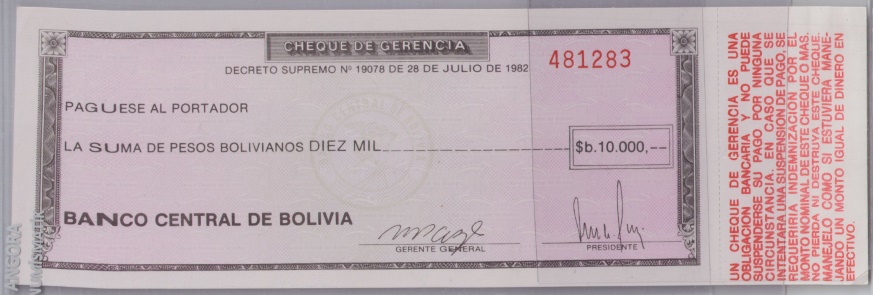 CHEQUE DE GERENCIA
DECRETO SUPREMO Nº 19078 DE 28 DE JULIO DE 1982
481283
PAGUESE AL PORTADOR
LA SUMA DE PESOS BOLIVIANOS DIEZ MIL
$b.10.000,--
BANCO CENTRAL DE BOLIVIA
GERENTE GENERAL
PRESIDENTE
UN CHEQUE DE GERENCIA ES UNA
OBLIGACION BANCARIA Y NO PUEDE
SUSPENDERSE SU PAGO POR NINGUNA
CIRCUNSTANCIA. EN CASO QUE SE
INTENTARA UNA SUSPENSION DE PAGO, SE
REQUERIRIA INDEMNIZACION POR EL
MONTO NOMINAL DE ESTE CHEQUE O MAS.
NO PIERDA NI DESTRUYA ESTE CHEQUE.
MANEJELO COMO SI ESTUVIERA MANE-
JANDO UN MONTO IGUAL DE DINERO EN
EFECTIVO.
ANGORA
NÜMİSMATİK